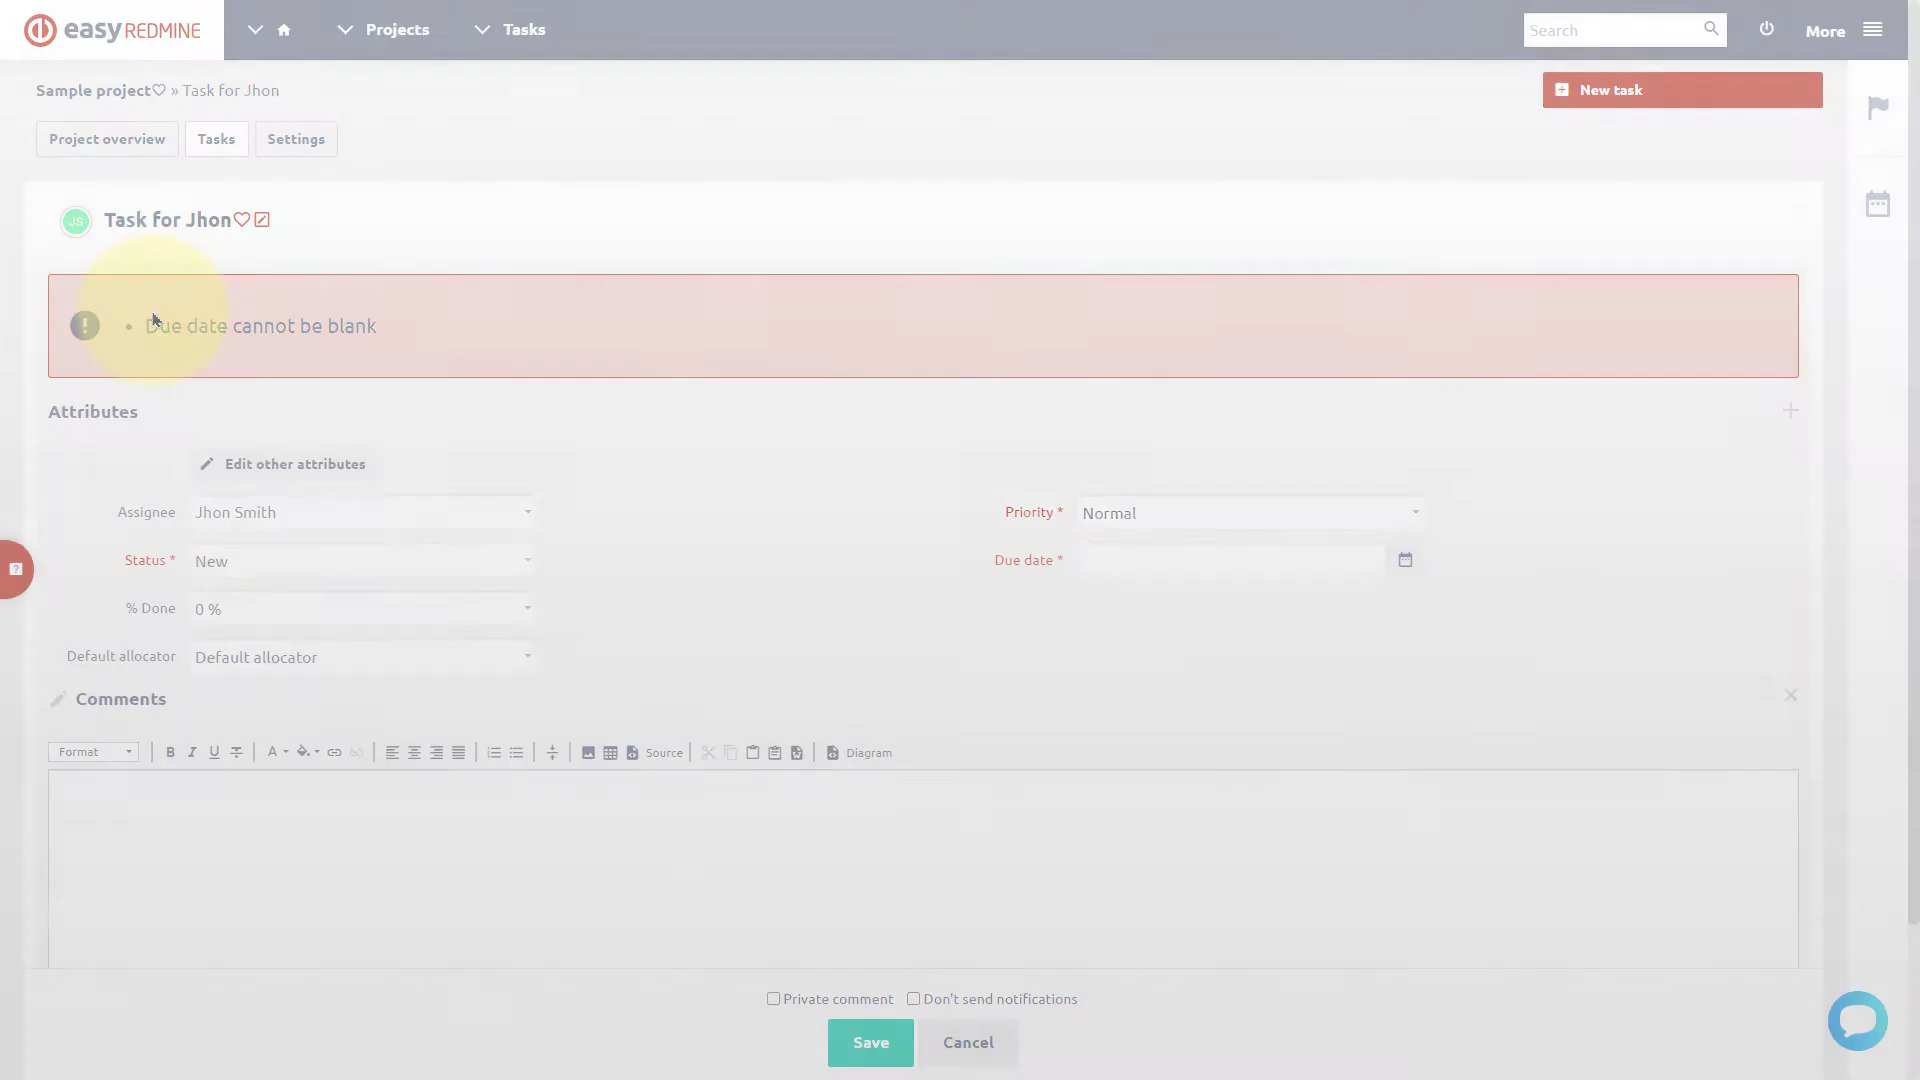 easy REDMINE
Projects
Tasks
Search
More
Sample project » Task for Jhon
New task
Project overview
Tasks
Settings
JS
Task for Jhon
! • Due date cannot be blank
Attributes
Edit other attributes
Assignee
Jhon Smith
Priority *
Normal
Status *
New
Due date *
?
% Done
0 %
Default allocator
Default allocator
Comments
Format B I U A Source Diagram
Private comment
Don't send notifications
Save
Cancel